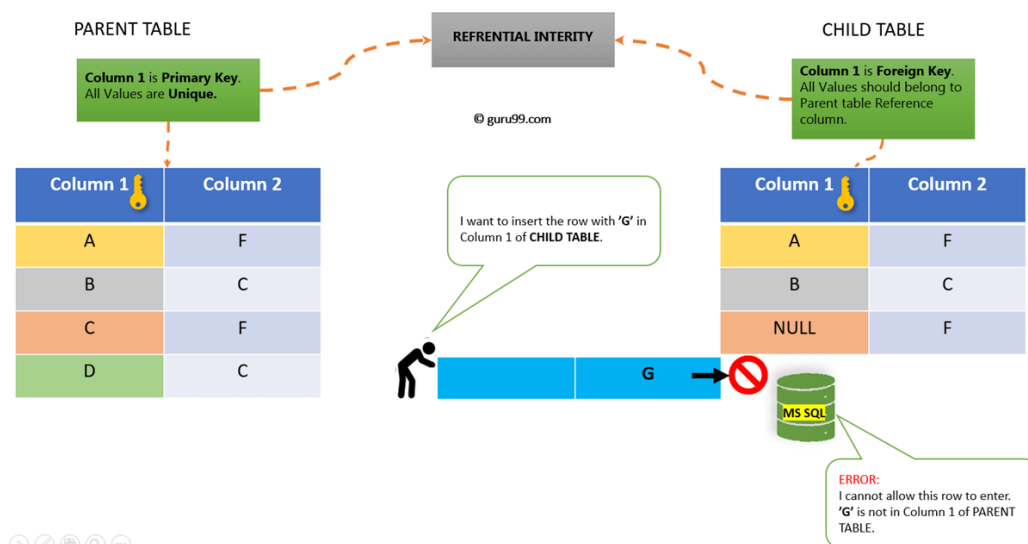 PARENT TABLE
REFRENTIAL INTERITY
CHILD TABLE
Column 1 is Primary Key.
All Values are Unique.
Column 1 is Foreign Key.
All Values should belong to
Parent table Reference
column.
© guru99.com
Column 1 Column 2
A F
B C
C F
D C
I want to insert the row with 'G' in
Column 1 of CHILD TABLE.
Column 1 Column 2
A F
B C
NULL F
G
MS SQL
ERROR:
I cannot allow this row to enter.
'G' is not in Column 1 of PARENT
TABLE.